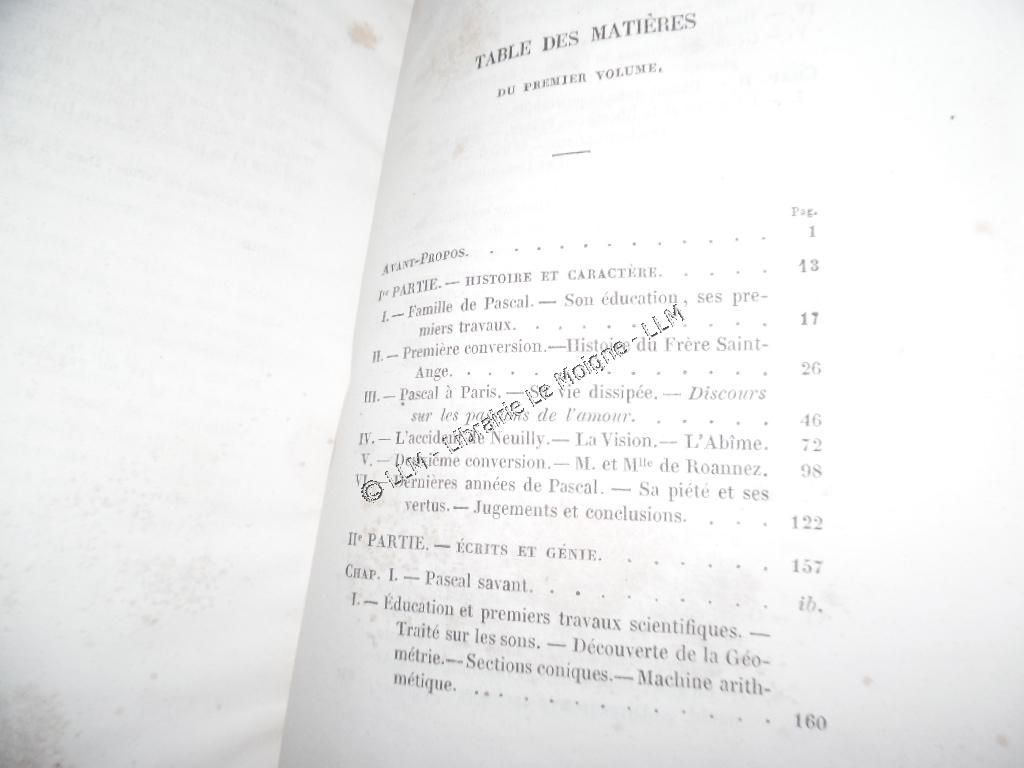 TABLE DES MATIÈRES
DU PREMIER VOLUME.
Pag.
AVANT-PROPOS. . . . . . . . . . . . 1
Ire PARTIE. — HISTOIRE ET CARACTÈRE. . . . . 13
I. — Famille de Pascal. — Son éducation, ses pre-
miers travaux. . . . . . . . . . 17
II. — Première conversion. — Histoire du Frère Saint-
Ange. . . . . . . . . . . . 26
III. — Pascal à Paris. — Sa vie dissipée. — Discours
sur les passions de l'amour. . . . . . 46
IV. — L'accident de Neuilly. — La Vision. — L'Abîme. 72
V. — Deuxième conversion. — M. et Mlle de Roannez. 98
VI. — Dernières années de Pascal. — Sa piété et ses
vertus. — Jugements et conclusions. . . . 122
IIe PARTIE. — ÉCRITS ET GÉNIE. . . . . . . 157
CHAP. I. — Pascal savant. . . . . . . . . ib.
I. — Éducation et premiers travaux scientifiques. —
Traité sur les sons. — Découverte de la Géo-
métrie. — Sections coniques. — Machine arith-
métique. . . . . . . . . . . . 160
© LLM - Librairie Le Moigne - LLM